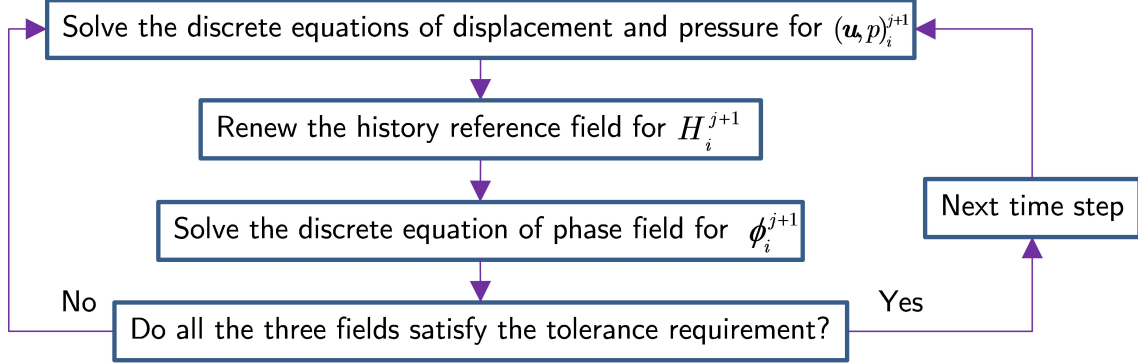 Solve the discrete equations of displacement and pressure for $(\boldsymbol{u},p)_i^{j+1}$
Renew the history reference field for $H_i^{j+1}$
Next time step
Solve the discrete equation of phase field for $\phi_i^{j+1}$
No
Yes
Do all the three fields satisfy the tolerance requirement?